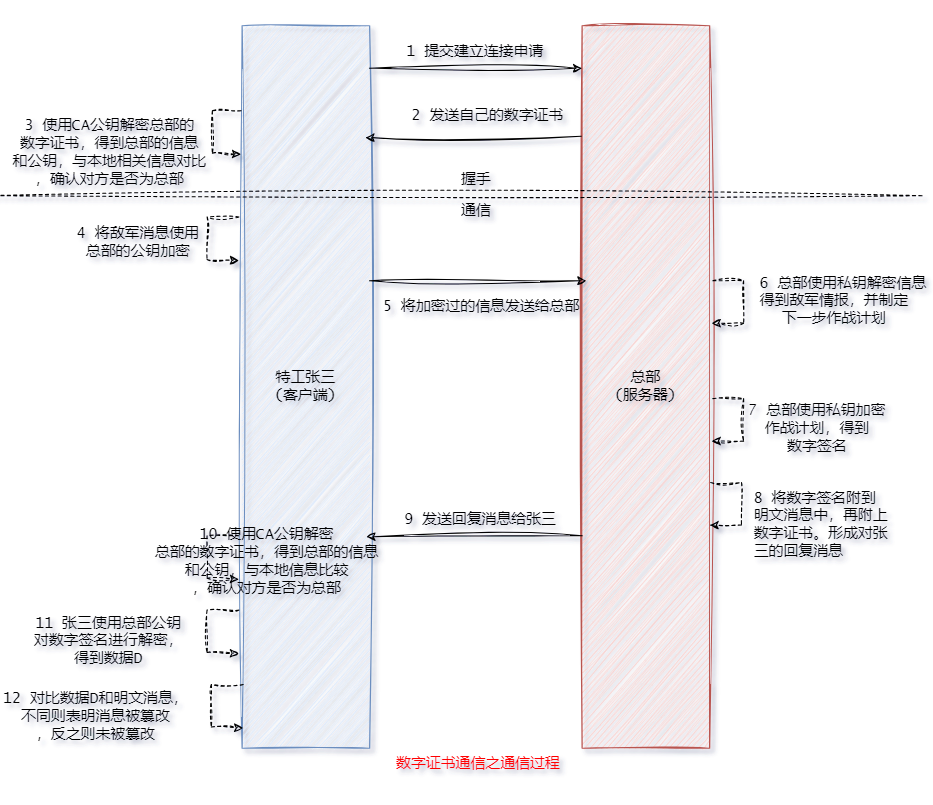 1 提交建立连接申请
2 发送自己的数字证书
3 使用CA公钥解密总部的
数字证书，得到总部的信息
和公钥，与本地相关信息对比
，确认对方是否为总部
握手
通信
4 将敌军消息使用
总部的公钥加密
5 将加密过的信息发送给总部
6 总部使用私钥解密信息
得到敌军情报，并制定
下一步作战计划
特工张三
（客户端）
总部
（服务器）
7 总部使用私钥加密
作战计划，得到
数字签名
8 将数字签名附到
明文消息中，再附上
数字证书。形成对张
三的回复消息
9 发送回复消息给张三
10 使用CA公钥解密
总部的数字证书，得到总部的信息
和公钥，与本地信息比较
，确认对方是否为总部
11 张三使用总部公钥
对数字签名进行解密，
得到数据D
12 对比数据D和明文消息，
不同则表明消息被篡改
，反之则未被篡改
数字证书通信之通信过程